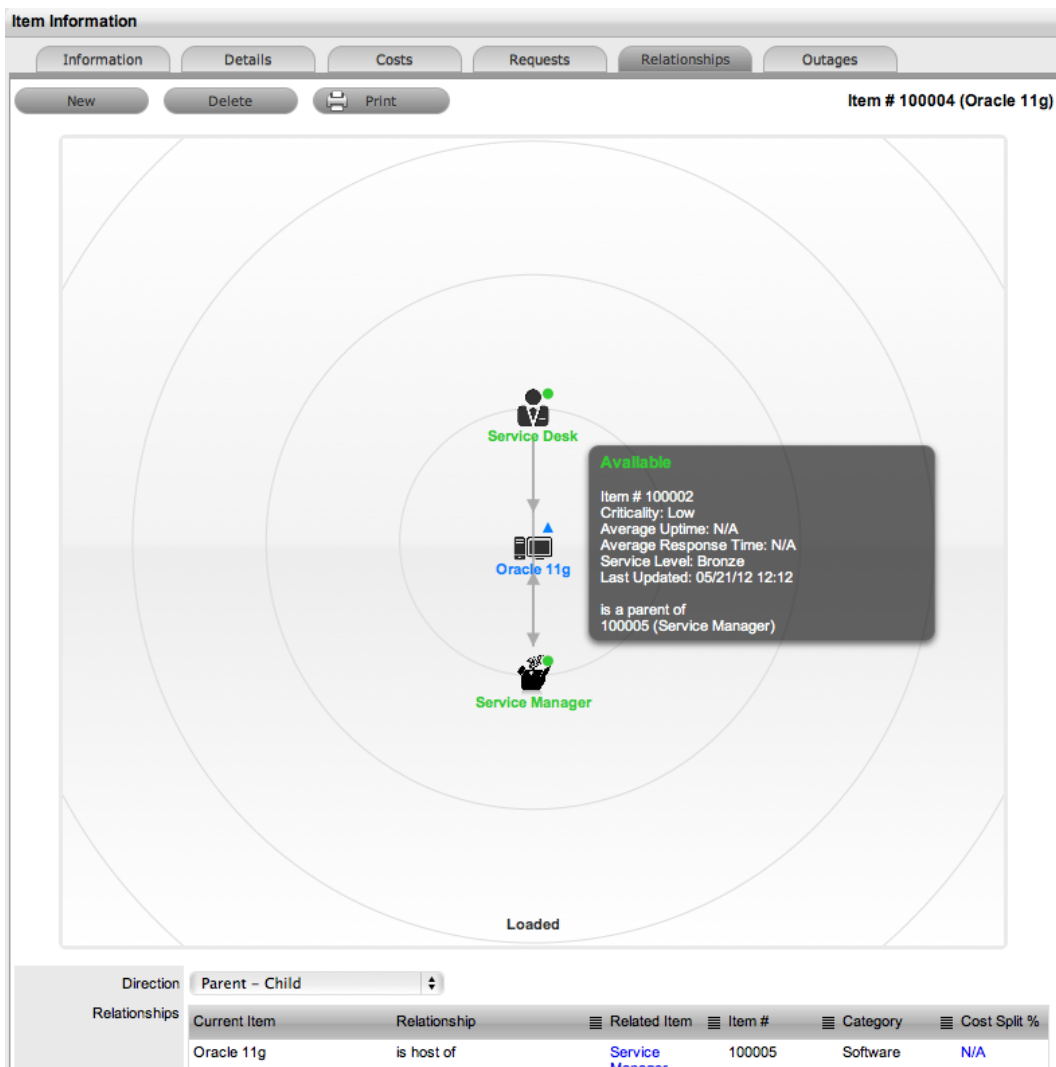 Item Information
Information Details Costs Requests Relationships Outages
New Delete Print Item # 100004 (Oracle 11g)
Service Desk
Available
Item # 100002
Criticality: Low
Average Uptime: N/A
Average Response Time: N/A
Service Level: Bronze
Last Updated: 05/21/12 12:12
is a parent of
100005 (Service Manager)
Oracle 11g
Service Manager
Loaded
Direction Parent - Child
Relationships Current Item Relationship Related Item Item # Category Cost Split %
Oracle 11g is host of Service 100005 Software N/A
Manager